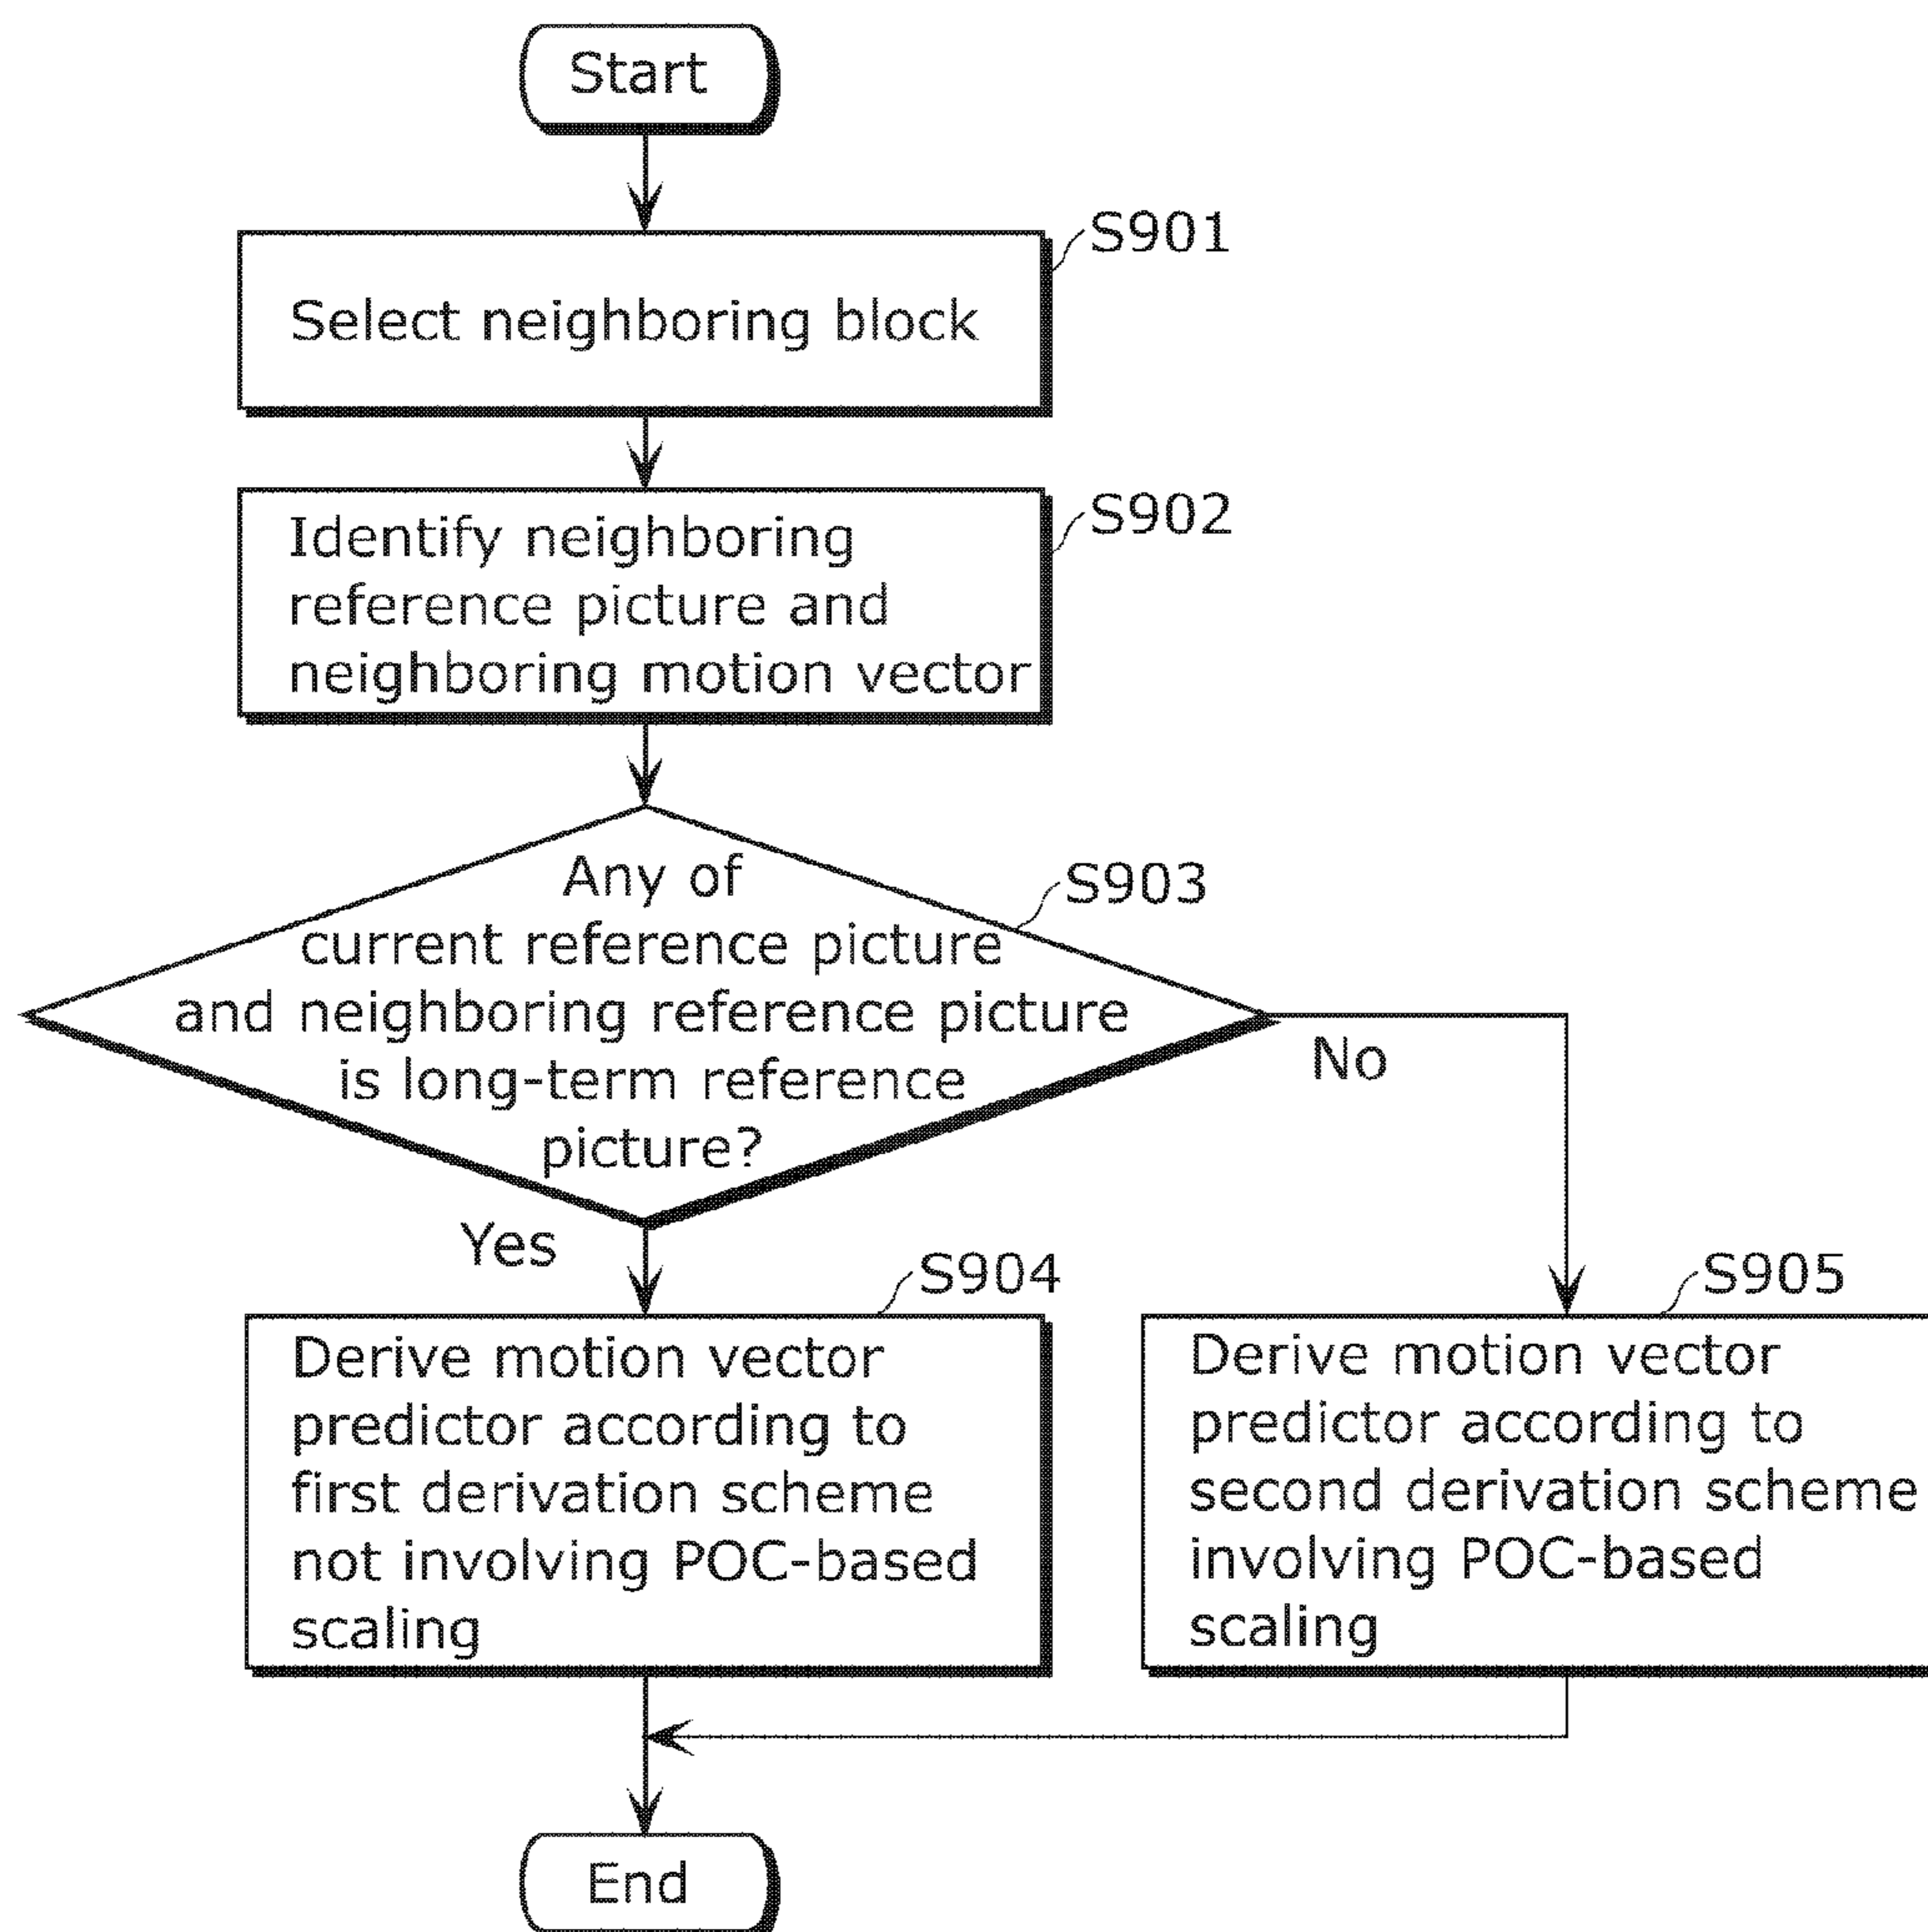 Start
S901
Select neighboring block
S902
Identify neighboring
reference picture and
neighboring motion vector
S903
Any of
current reference picture
and neighboring reference picture
is long-term reference
picture?
No
Yes
S904
Derive motion vector
predictor according to
first derivation scheme
not involving POC-based
scaling
S905
Derive motion vector
predictor according to
second derivation scheme
involving POC-based
scaling
End